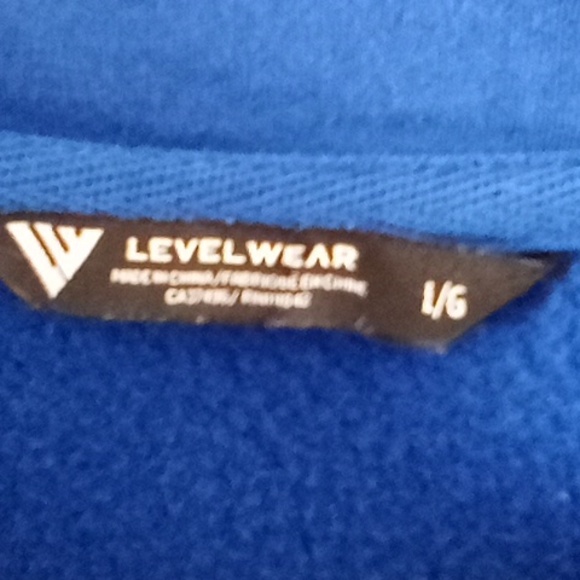 LEVELWEAR
MADE IN CHINA/FABRIQUÉ EN CHINE
L/G